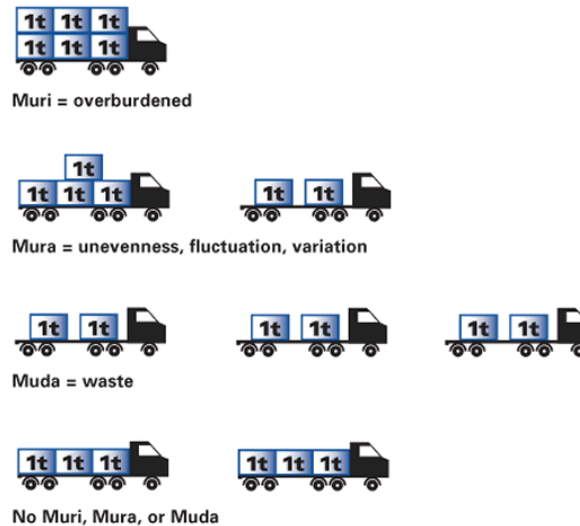 1t 1t 1t
1t 1t 1t
Muri = overburdened
1t
1t 1t 1t 1t 1t
Mura = unevenness, fluctuation, variation
1t 1t 1t 1t 1t 1t
Muda = waste
1t 1t 1t 1t 1t 1t
No Muri, Mura, or Muda